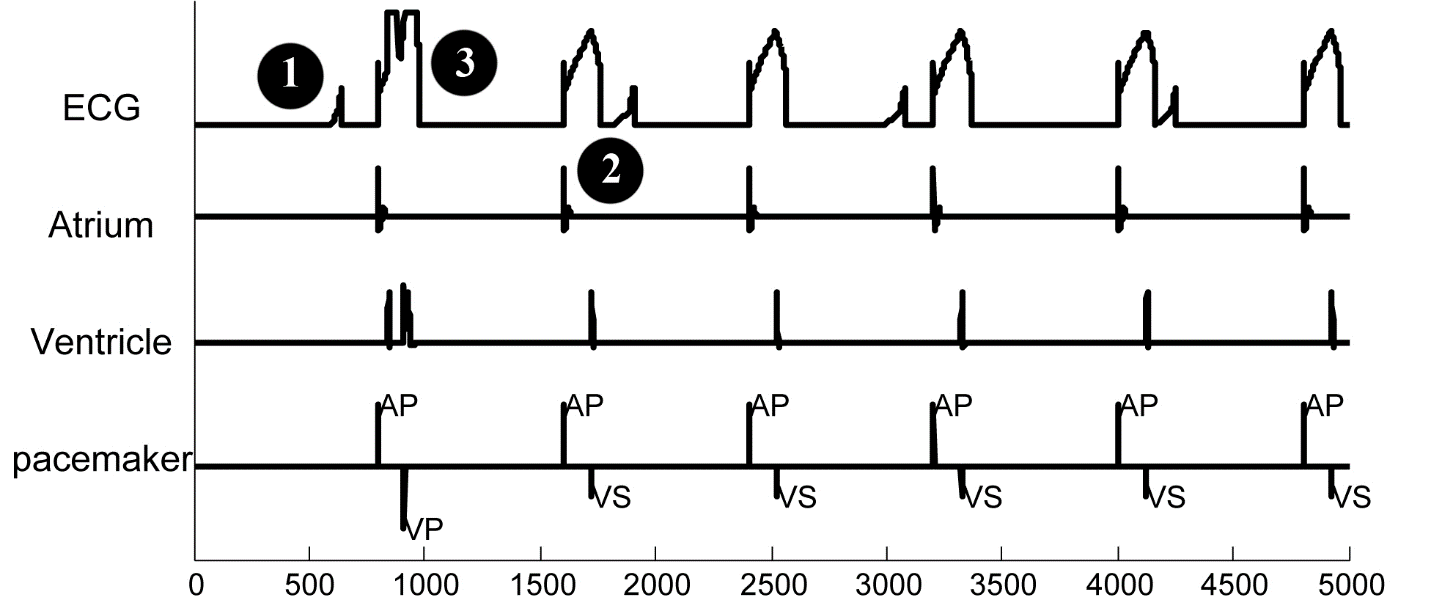 1
3
ECG
2
Atrium
Ventricle
AP AP AP AP AP AP
pacemaker
VS VS VS VS VS
VP
0 500 1000 1500 2000 2500 3000 3500 4000 4500 5000